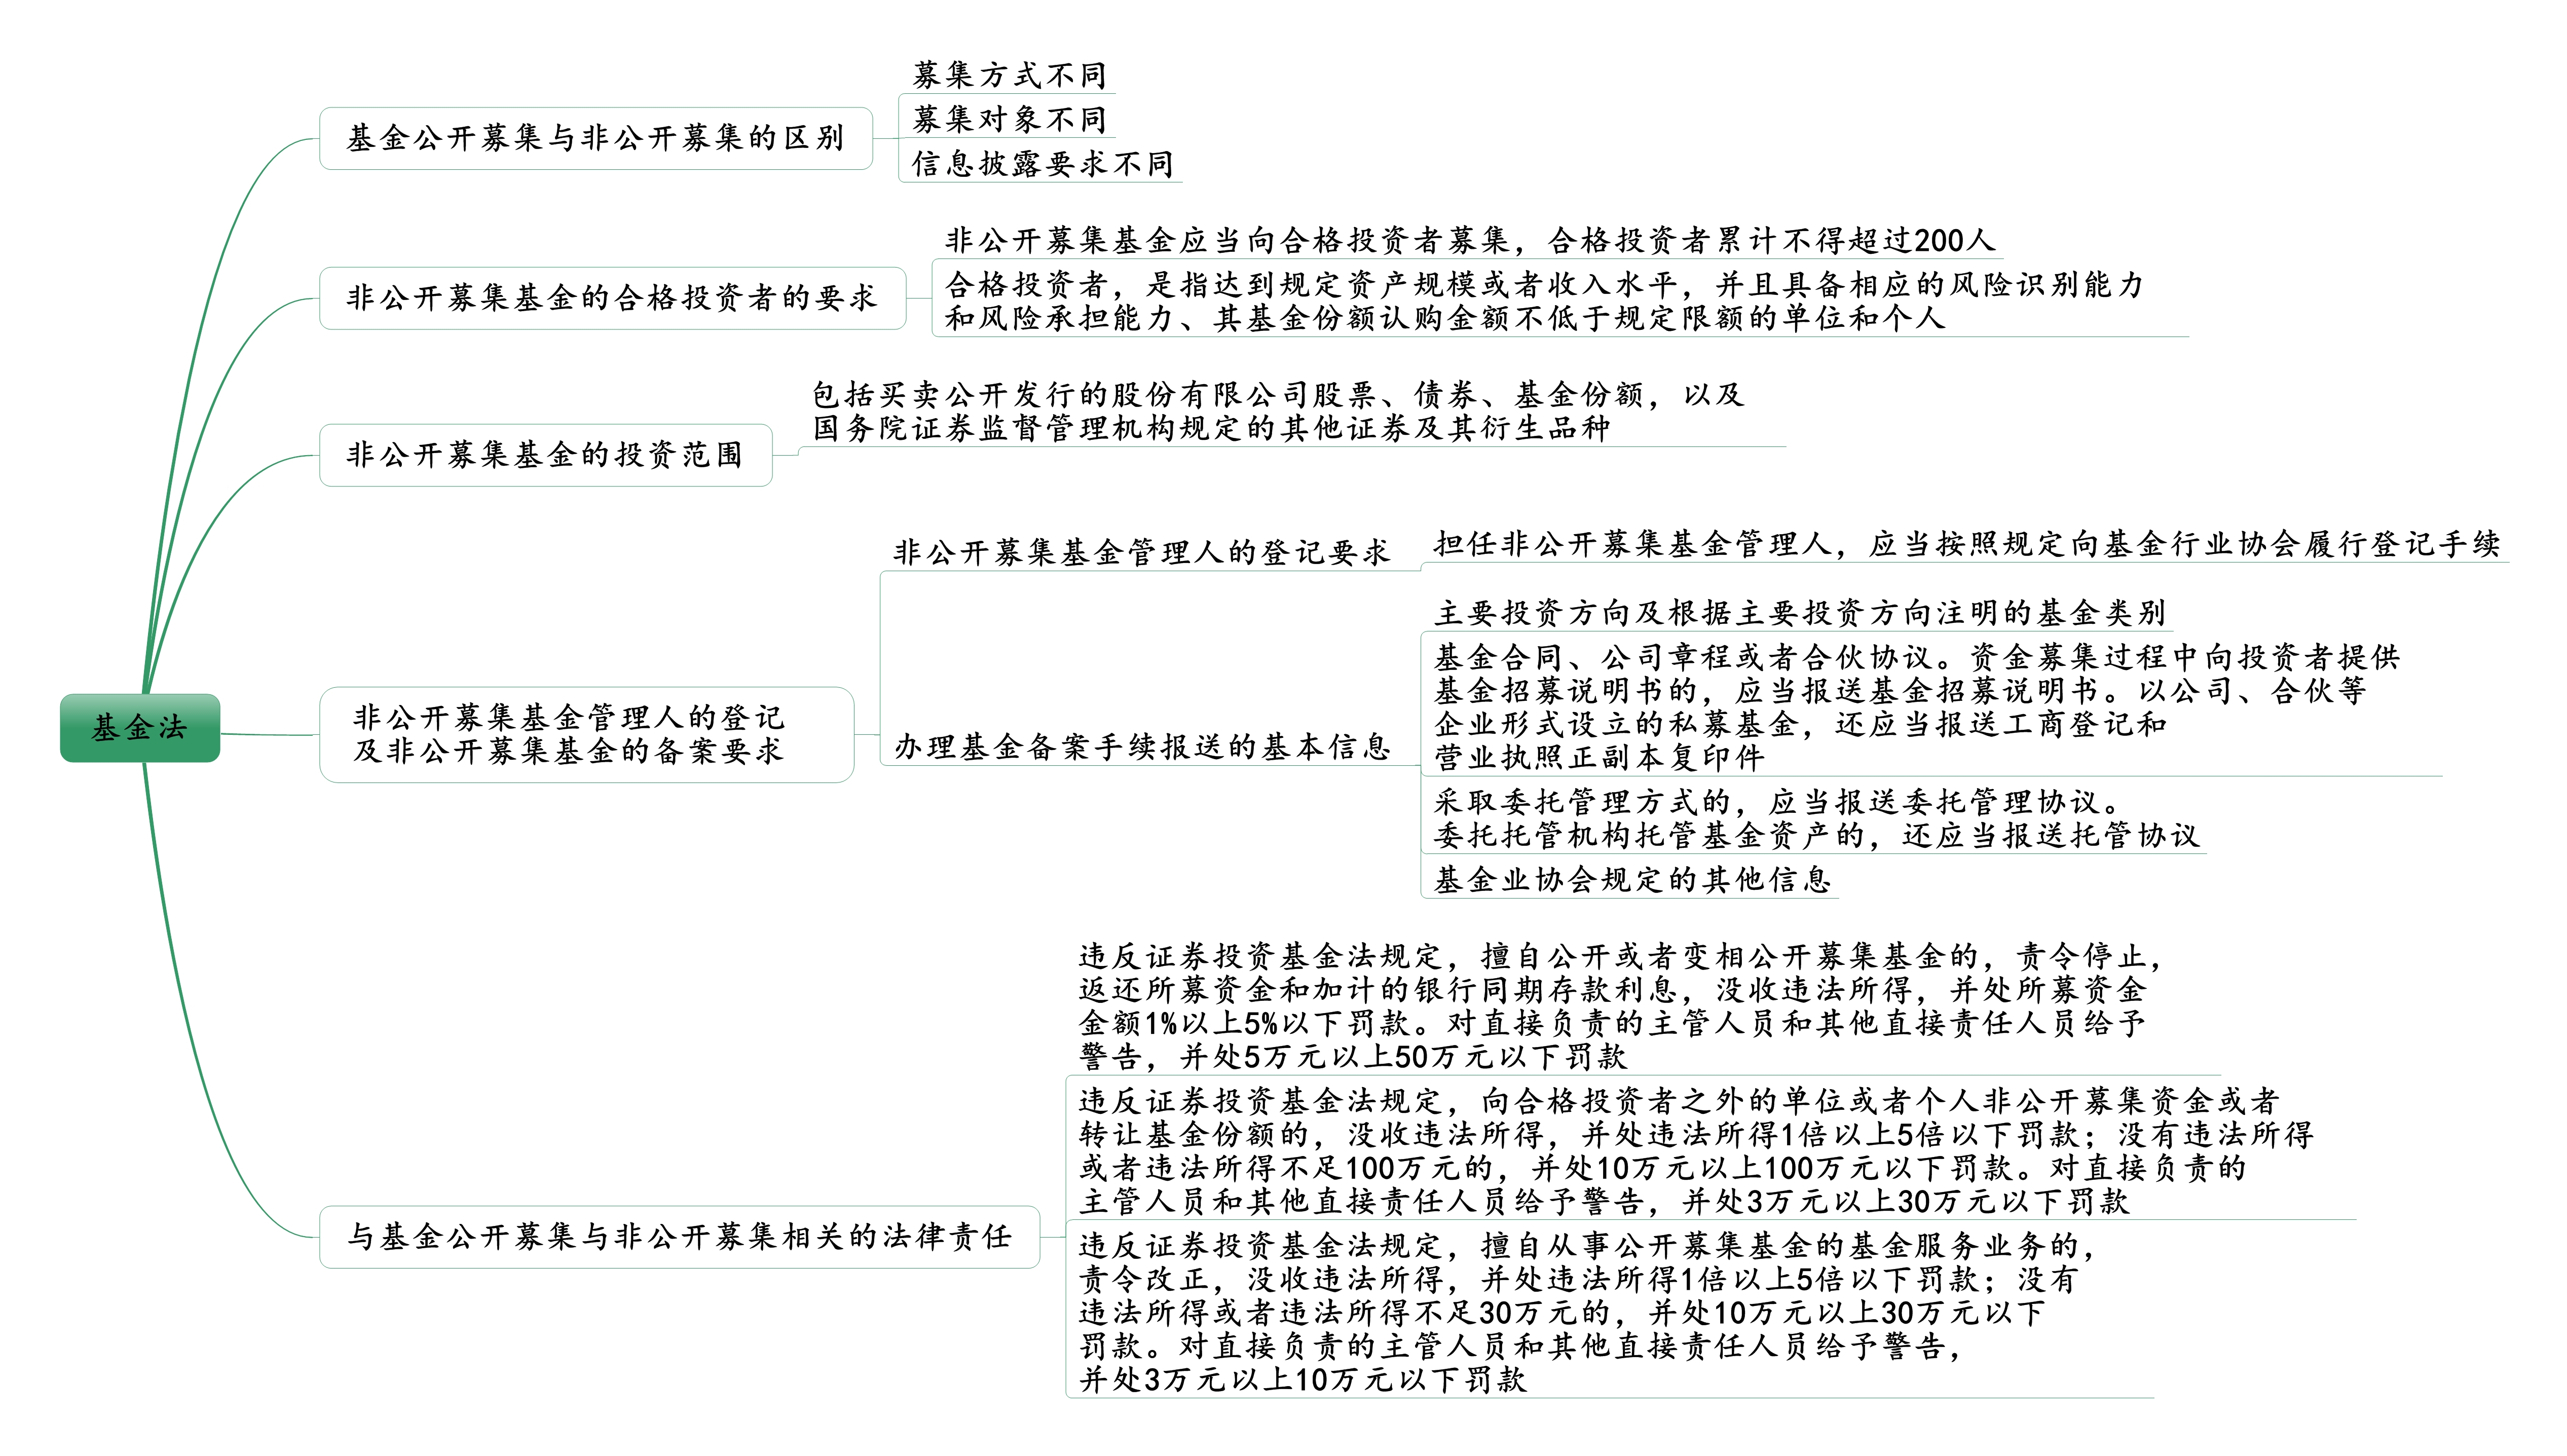 基金法
基金公开募集与非公开募集的区别
募集方式不同
募集对象不同
信息披露要求不同
非公开募集基金的合格投资者的要求
非公开募集基金应当向合格投资者募集，合格投资者累计不得超过200人
合格投资者，是指达到规定资产规模或者收入水平，并且具备相应的风险识别能力
和风险承担能力、其基金份额认购金额不低于规定限额的单位和个人
非公开募集基金的投资范围
包括买卖公开发行的股份有限公司股票、债券、基金份额，以及
国务院证券监督管理机构规定的其他证券及其衍生品种
非公开募集基金管理人的登记
及非公开募集基金的备案要求
非公开募集基金管理人的登记要求
担任非公开募集基金管理人，应当按照规定向基金行业协会履行登记手续
办理基金备案手续报送的基本信息
主要投资方向及根据主要投资方向注明的基金类别
基金合同、公司章程或者合伙协议。资金募集过程中向投资者提供
基金招募说明书的，应当报送基金招募说明书。以公司、合伙等
企业形式设立的私募基金，还应当报送工商登记和
营业执照正副本复印件
采取委托管理方式的，应当报送委托管理协议。
委托托管机构托管基金资产的，还应当报送托管协议
基金业协会规定的其他信息
与基金公开募集与非公开募集相关的法律责任
违反证券投资基金法规定，擅自公开或者变相公开募集基金的，责令停止，
返还所募资金和加计的银行同期存款利息，没收违法所得，并处所募资金
金额1%以上5%以下罚款。对直接负责的主管人员和其他直接责任人员给予
警告，并处5万元以上50万元以下罚款
违反证券投资基金法规定，向合格投资者之外的单位或者个人非公开募集资金或者
转让基金份额的，没收违法所得，并处违法所得1倍以上5倍以下罚款；没有违法所得
或者违法所得不足100万元的，并处10万元以上100万元以下罚款。对直接负责的
主管人员和其他直接责任人员给予警告，并处3万元以上30万元以下罚款
违反证券投资基金法规定，擅自从事公开募集基金的基金服务业务的，
责令改正，没收违法所得，并处违法所得1倍以上5倍以下罚款；没有
违法所得或者违法所得不足30万元的，并处10万元以上30万元以下
罚款。对直接负责的主管人员和其他直接责任人员给予警告，
并处3万元以上10万元以下罚款